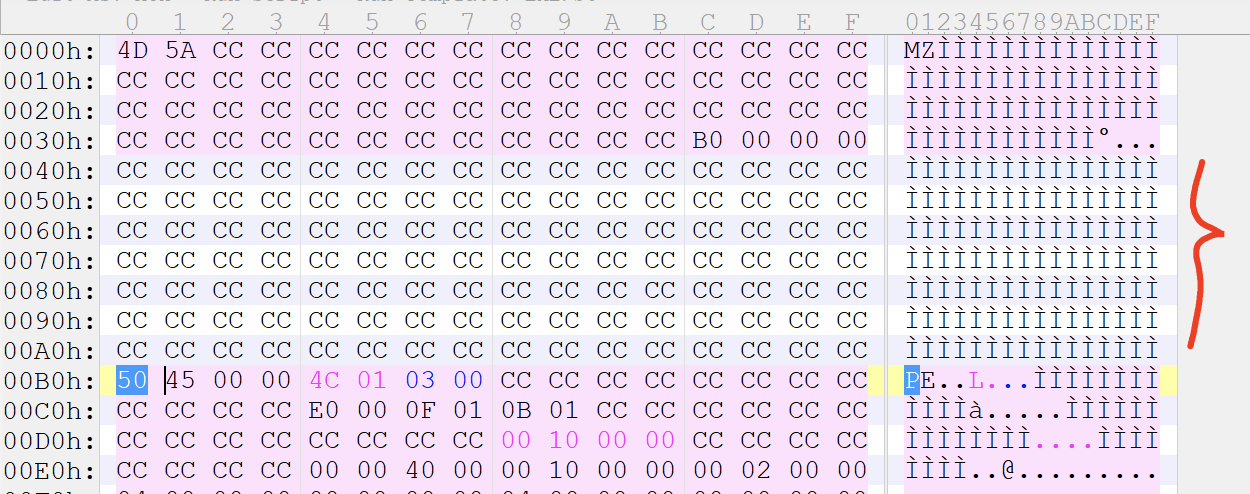 0 1 2 3 4 5 6 7 8 9 A B C D E F 0123456789ABCDEF
0000h: 4D 5A CC CC CC CC CC CC CC CC CC CC CC CC CC CC MZÌÌÌÌÌÌÌÌÌÌÌÌÌÌ
0010h: CC CC CC CC CC CC CC CC CC CC CC CC CC CC CC CC ÌÌÌÌÌÌÌÌÌÌÌÌÌÌÌÌ
0020h: CC CC CC CC CC CC CC CC CC CC CC CC CC CC CC CC ÌÌÌÌÌÌÌÌÌÌÌÌÌÌÌÌ
0030h: CC CC CC CC CC CC CC CC CC CC CC CC B0 00 00 00 ÌÌÌÌÌÌÌÌÌÌÌÌ°...
0040h: CC CC CC CC CC CC CC CC CC CC CC CC CC CC CC CC ÌÌÌÌÌÌÌÌÌÌÌÌÌÌÌÌ
0050h: CC CC CC CC CC CC CC CC CC CC CC CC CC CC CC CC ÌÌÌÌÌÌÌÌÌÌÌÌÌÌÌÌ
0060h: CC CC CC CC CC CC CC CC CC CC CC CC CC CC CC CC ÌÌÌÌÌÌÌÌÌÌÌÌÌÌÌÌ
0070h: CC CC CC CC CC CC CC CC CC CC CC CC CC CC CC CC ÌÌÌÌÌÌÌÌÌÌÌÌÌÌÌÌ
0080h: CC CC CC CC CC CC CC CC CC CC CC CC CC CC CC CC ÌÌÌÌÌÌÌÌÌÌÌÌÌÌÌÌ
0090h: CC CC CC CC CC CC CC CC CC CC CC CC CC CC CC CC ÌÌÌÌÌÌÌÌÌÌÌÌÌÌÌÌ
00A0h: CC CC CC CC CC CC CC CC CC CC CC CC CC CC CC CC ÌÌÌÌÌÌÌÌÌÌÌÌÌÌÌÌ
00B0h: 50 45 00 00 4C 01 03 00 CC CC CC CC CC CC CC CC PE..L...ÌÌÌÌÌÌÌÌ
00C0h: CC CC CC CC E0 00 0F 01 0B 01 CC CC CC CC CC CC ÌÌÌÌà.....ÌÌÌÌÌÌ
00D0h: CC CC CC CC CC CC CC CC 00 10 00 00 CC CC CC CC ÌÌÌÌÌÌÌÌ....ÌÌÌÌ
00E0h: CC CC CC CC 00 00 40 00 00 10 00 00 00 02 00 00 ÌÌÌÌ..@.........